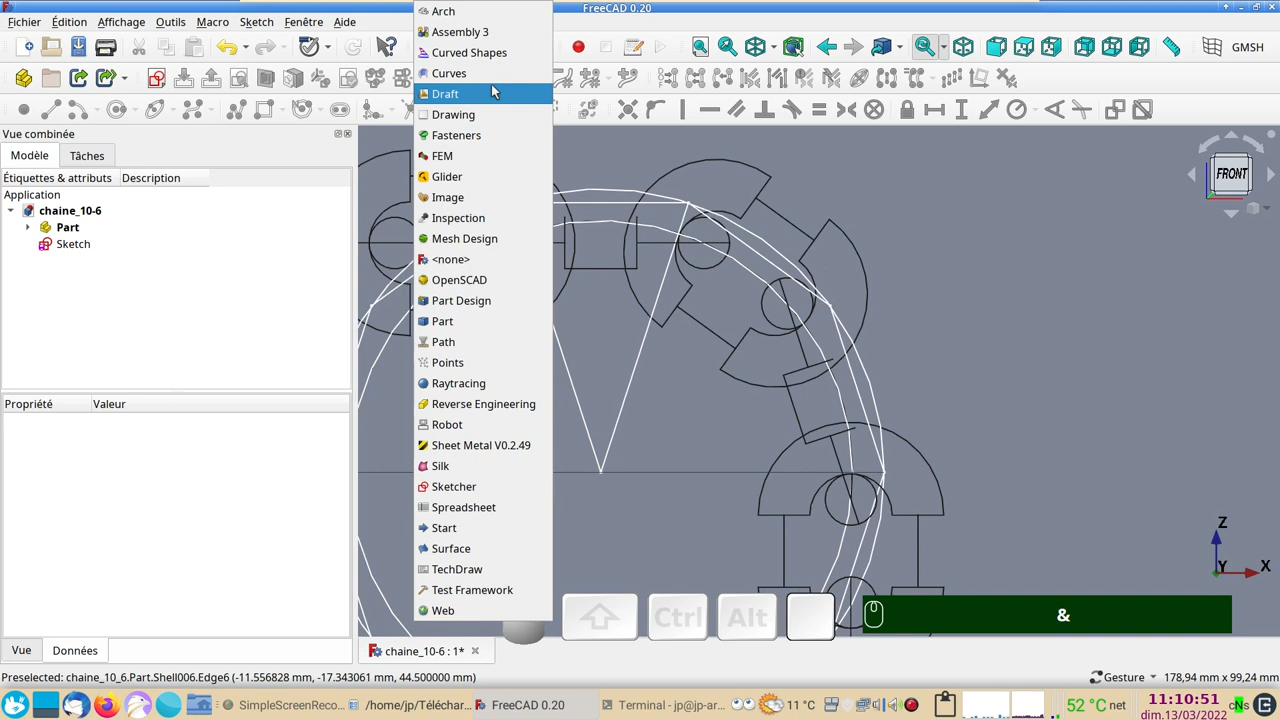 FreeCAD 0.20
Fichier Édition Affichage Outils Macro Sketch Fenêtre Aide
GMSH
Vue combinée
Modèle Tâches
Étiquettes & attributs Description
Application
chaine_10-6
Part
Sketch
Propriété Valeur
Vue Données
Arch
Assembly 3
Curved Shapes
Curves
Draft
Drawing
Fasteners
FEM
Glider
Image
Inspection
Mesh Design
<none>
OpenSCAD
Part Design
Part
Path
Points
Raytracing
Reverse Engineering
Robot
Sheet Metal V0.2.49
Silk
Sketcher
Spreadsheet
Start
Surface
TechDraw
Test Framework
Web
FRONT
Z
Y X
Ctrl Alt &
chaine_10-6 : 1*
Preselected: chaine_10_6.Part.Shell006.Edge6 (-11.556828 mm, -17.343061 mm, 44.500000 mm) Gesture 178,94 mm x 99,24 mm
SimpleScreenReco... /home/jp/Téléchar... FreeCAD 0.20 Terminal - jp@jp-ar... 11 °C 52 °C net 11:10:51
dim.13/03/2022